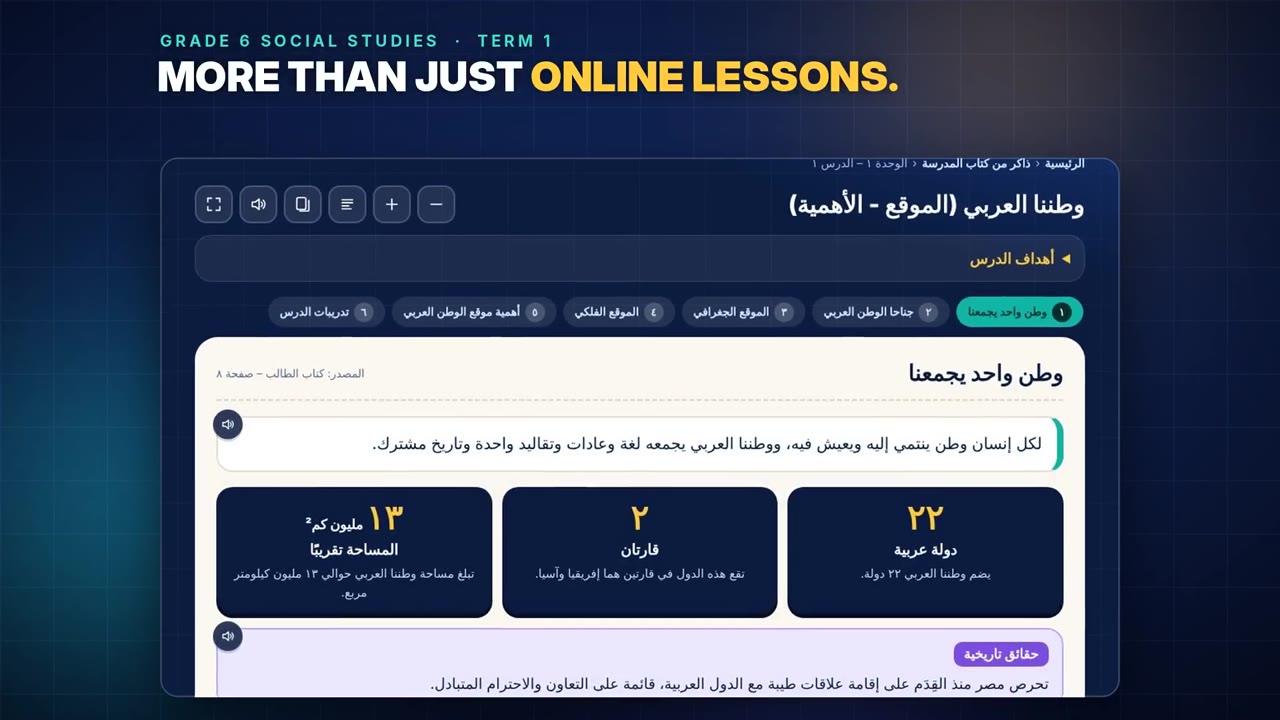 GRADE 6 SOCIAL STUDIES · TERM 1
MORE THAN JUST ONLINE LESSONS.
الرئيسية › ذاكر من كتاب المدرسة › الوحدة ١ – الدرس ١
وطننا العربي (الموقع - الأهمية)
أهداف الدرس
١ وطن واحد يجمعنا
٢ جناحا الوطن العربي
٣ الموقع الجغرافي
٤ الموقع الفلكي
٥ أهمية موقع الوطن العربي
٦ تدريبات الدرس
وطن واحد يجمعنا
المصدر: كتاب الطالب – صفحة ٨
لكل إنسان وطن ينتمي إليه ويعيش فيه، ووطننا العربي يجمعه لغة وعادات وتقاليد واحدة وتاريخ مشترك.
٢٢
دولة عربية
يضم وطننا العربي ٢٢ دولة.
٢
قارتان
تقع هذه الدول في قارتين هما إفريقيا وآسيا.
١٣ مليون كم²
المساحة تقريبًا
تبلغ مساحة وطننا العربي حوالي ١٣ مليون كيلومتر
مربع.
حقائق تاريخية
تحرص مصر منذ القِدَم على إقامة علاقات طيبة مع الدول العربية، قائمة على التعاون والاحترام المتبادل.